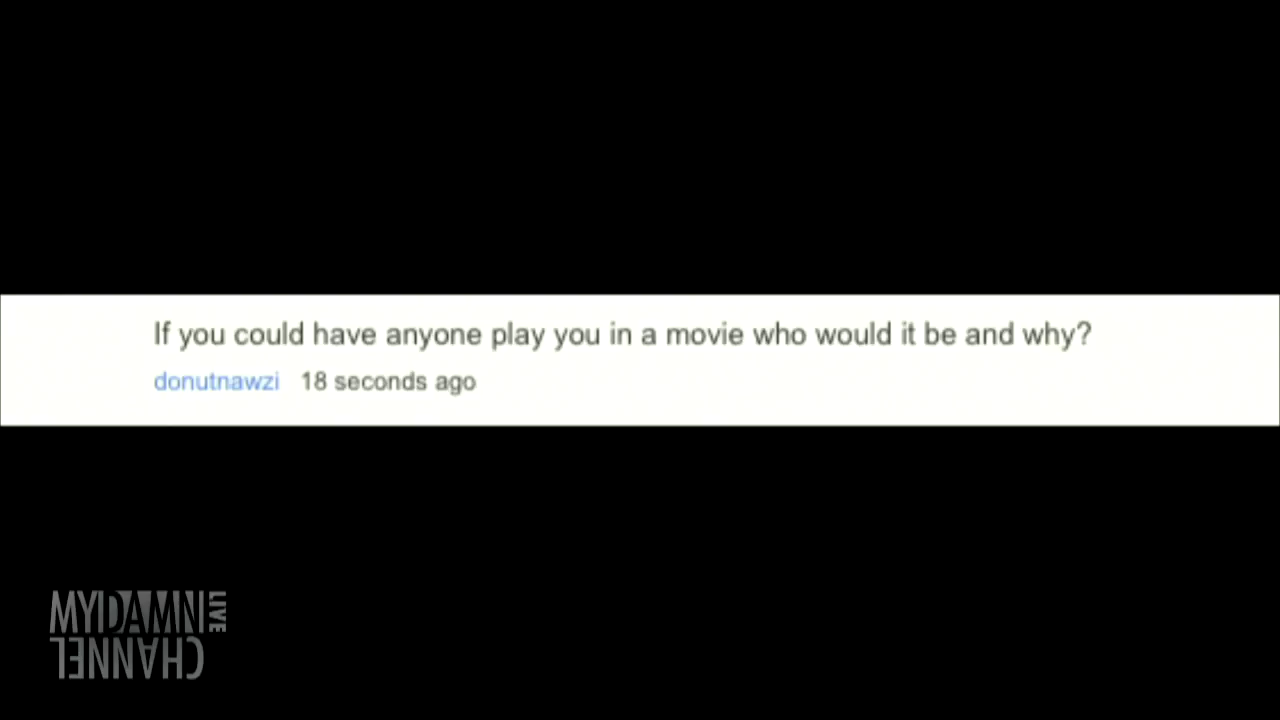 If you could have anyone play you in a movie who would it be and why?
donutnawzi 18 seconds ago
MYDAMN LIVE
CHANNEL